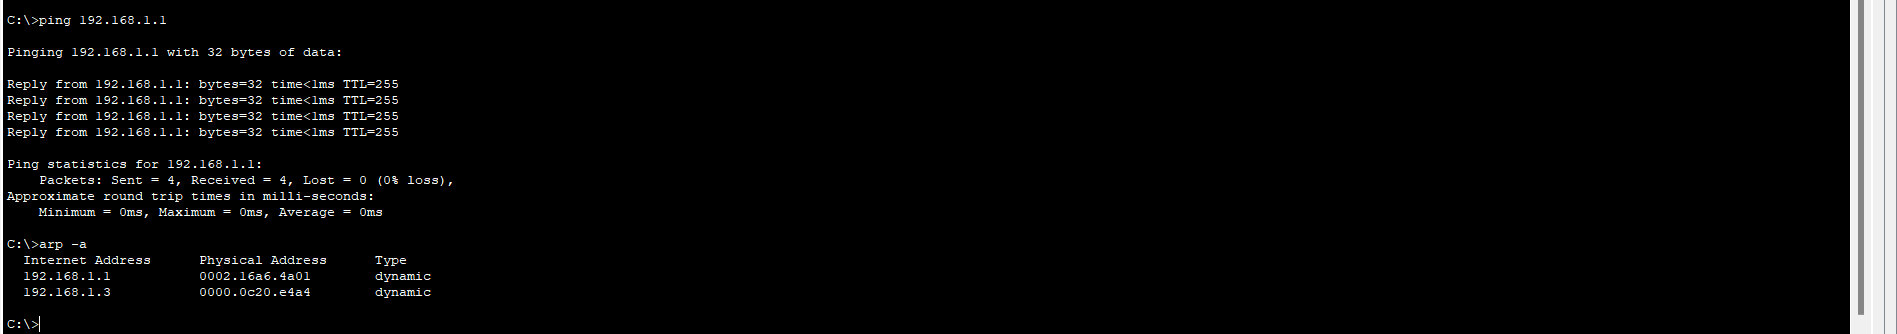 C:\>ping 192.168.1.1
Pinging 192.168.1.1 with 32 bytes of data:
Reply from 192.168.1.1: bytes=32 time<1ms TTL=255
Reply from 192.168.1.1: bytes=32 time<1ms TTL=255
Reply from 192.168.1.1: bytes=32 time<1ms TTL=255
Reply from 192.168.1.1: bytes=32 time<1ms TTL=255
Ping statistics for 192.168.1.1:
    Packets: Sent = 4, Received = 4, Lost = 0 (0% loss),
Approximate round trip times in milli-seconds:
    Minimum = 0ms, Maximum = 0ms, Average = 0ms
C:\>arp -a
  Internet Address      Physical Address      Type
  192.168.1.1           0002.16a6.4a01        dynamic
  192.168.1.3           0000.0c20.e4a4        dynamic
C:\>